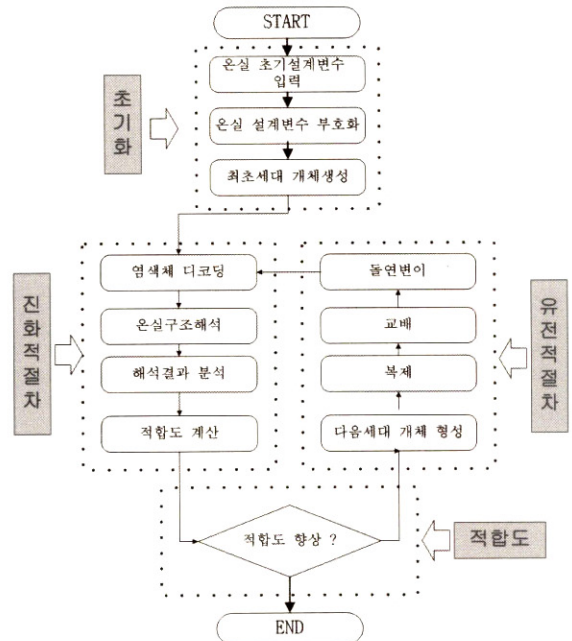 START
온실 초기설계변수
입력
초기화
온실 설계변수 부호화
최초세대 개체생성
진화적절차
염색체 디코딩
온실구조해석
해석결과 분석
적합도 계산
돌연변이
교배
복제
다음세대 개체 형성
유전적절차
적합도 향상 ?
적합도
END